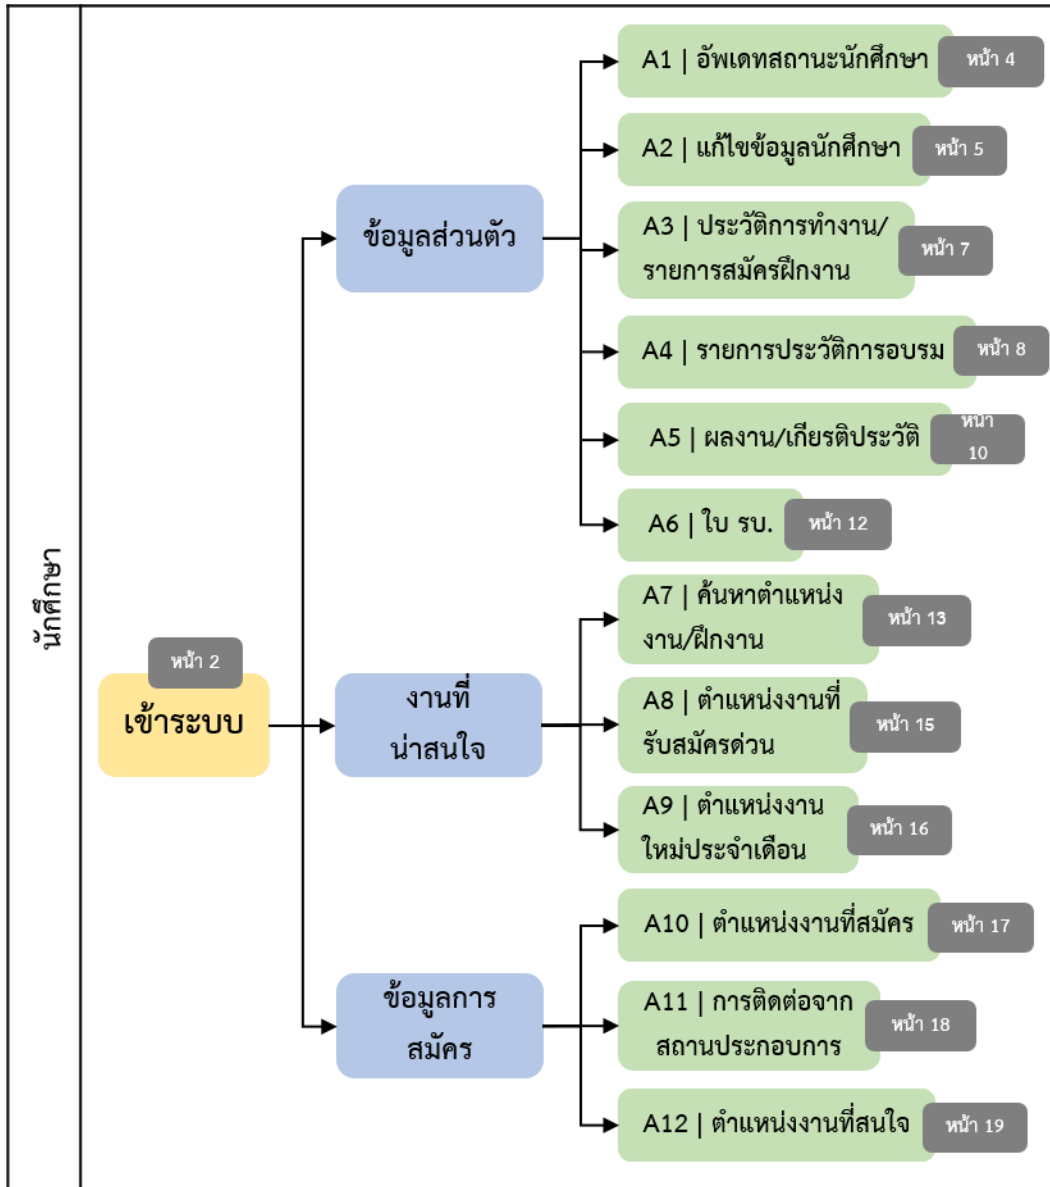 นักศึกษา
หน้า 2
เข้าระบบ
ข้อมูลส่วนตัว
A1 | อัพเดทสถานะนักศึกษา
หน้า 4
A2 | แก้ไขข้อมูลนักศึกษา
หน้า 5
A3 | ประวัติการทำงาน/
รายการสมัครฝึกงาน
หน้า 7
A4 | รายการประวัติการอบรม
หน้า 8
A5 | ผลงาน/เกียรติประวัติ
หน้า
10
A6 | ใบ รบ.
หน้า 12
งานที่
น่าสนใจ
A7 | ค้นหาตำแหน่ง
งาน/ฝึกงาน
หน้า 13
A8 | ตำแหน่งงานที่
รับสมัครด่วน
หน้า 15
A9 | ตำแหน่งงาน
ใหม่ประจำเดือน
หน้า 16
ข้อมูลการ
สมัคร
A10 | ตำแหน่งงานที่สมัคร
หน้า 17
A11 | การติดต่อจาก
สถานประกอบการ
หน้า 18
A12 | ตำแหน่งงานที่สนใจ
หน้า 19